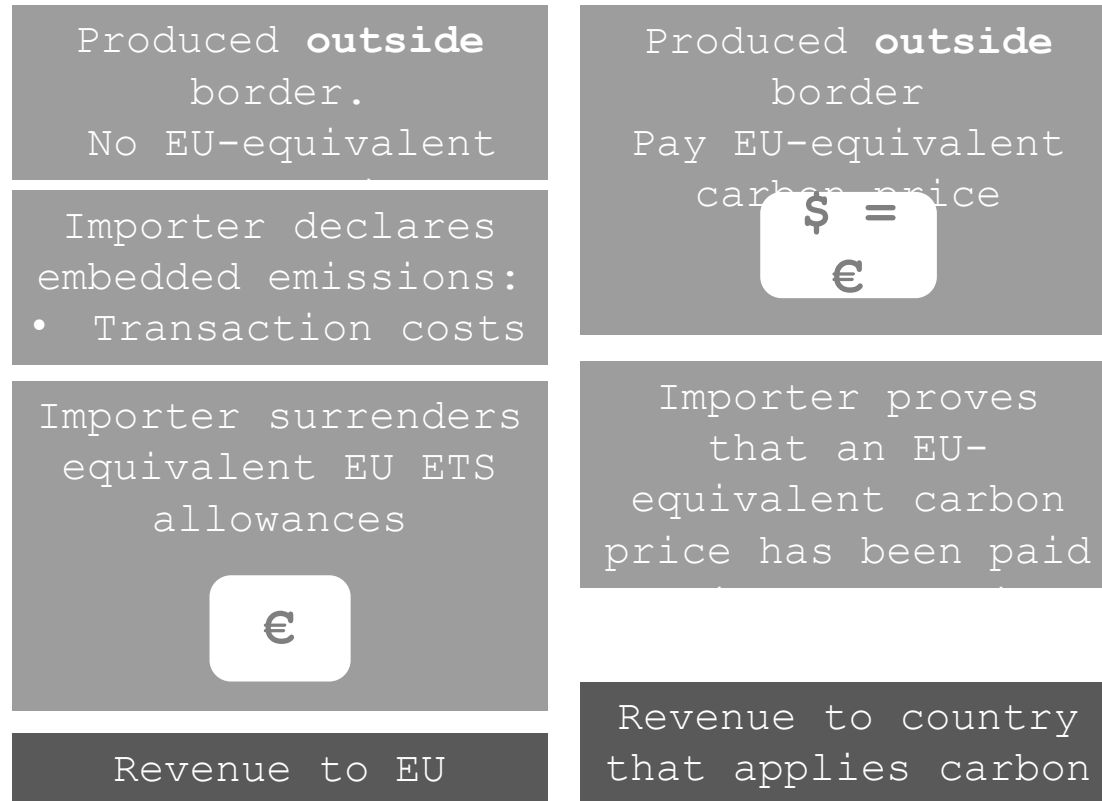 Produced outside
border.
No EU-equivalent
Importer declares
embedded emissions:
• Transaction costs
Importer surrenders
equivalent EU ETS
allowances
€
Revenue to EU
Produced outside
border
Pay EU-equivalent
carbon price
$ =
€
Importer proves
that an EU-
equivalent carbon
price has been paid
Revenue to country
that applies carbon